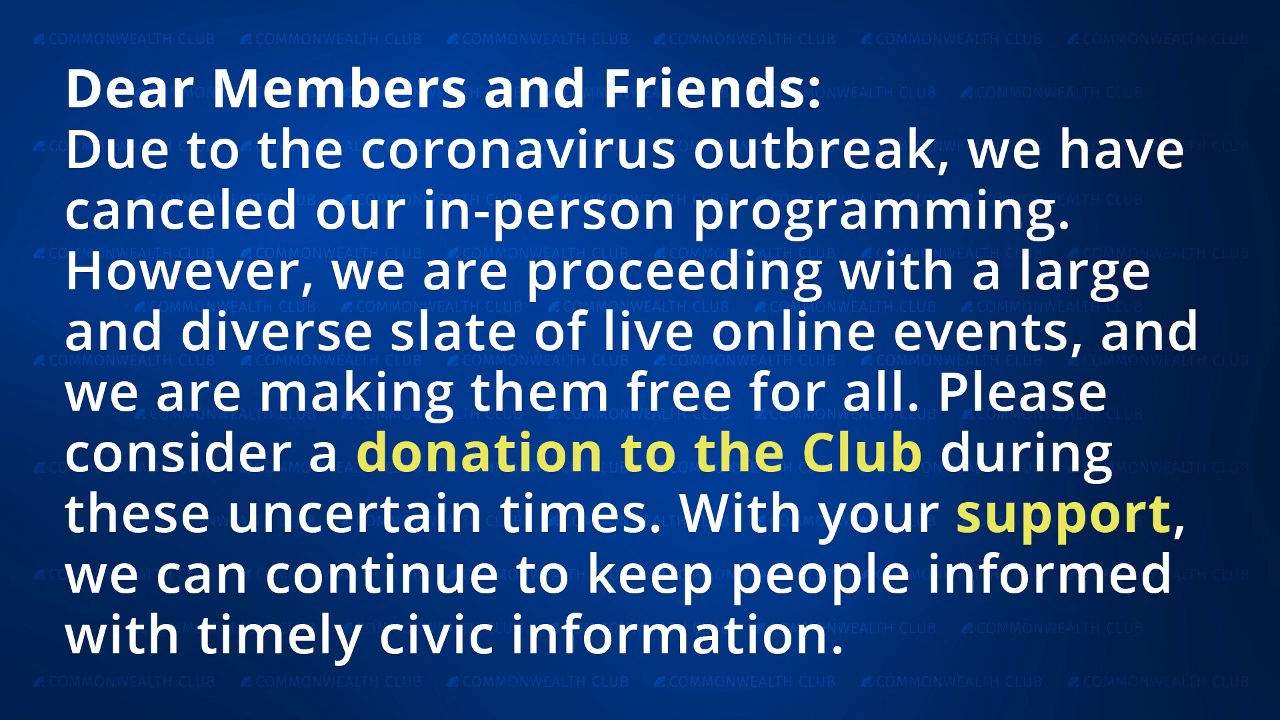 Dear Members and Friends:
Due to the coronavirus outbreak, we have
canceled our in-person programming.
However, we are proceeding with a large
and diverse slate of live online events, and
we are making them free for all. Please
consider a donation to the Club during
these uncertain times. With your support,
we can continue to keep people informed
with timely civic information.
COMMONWEALTH CLUB